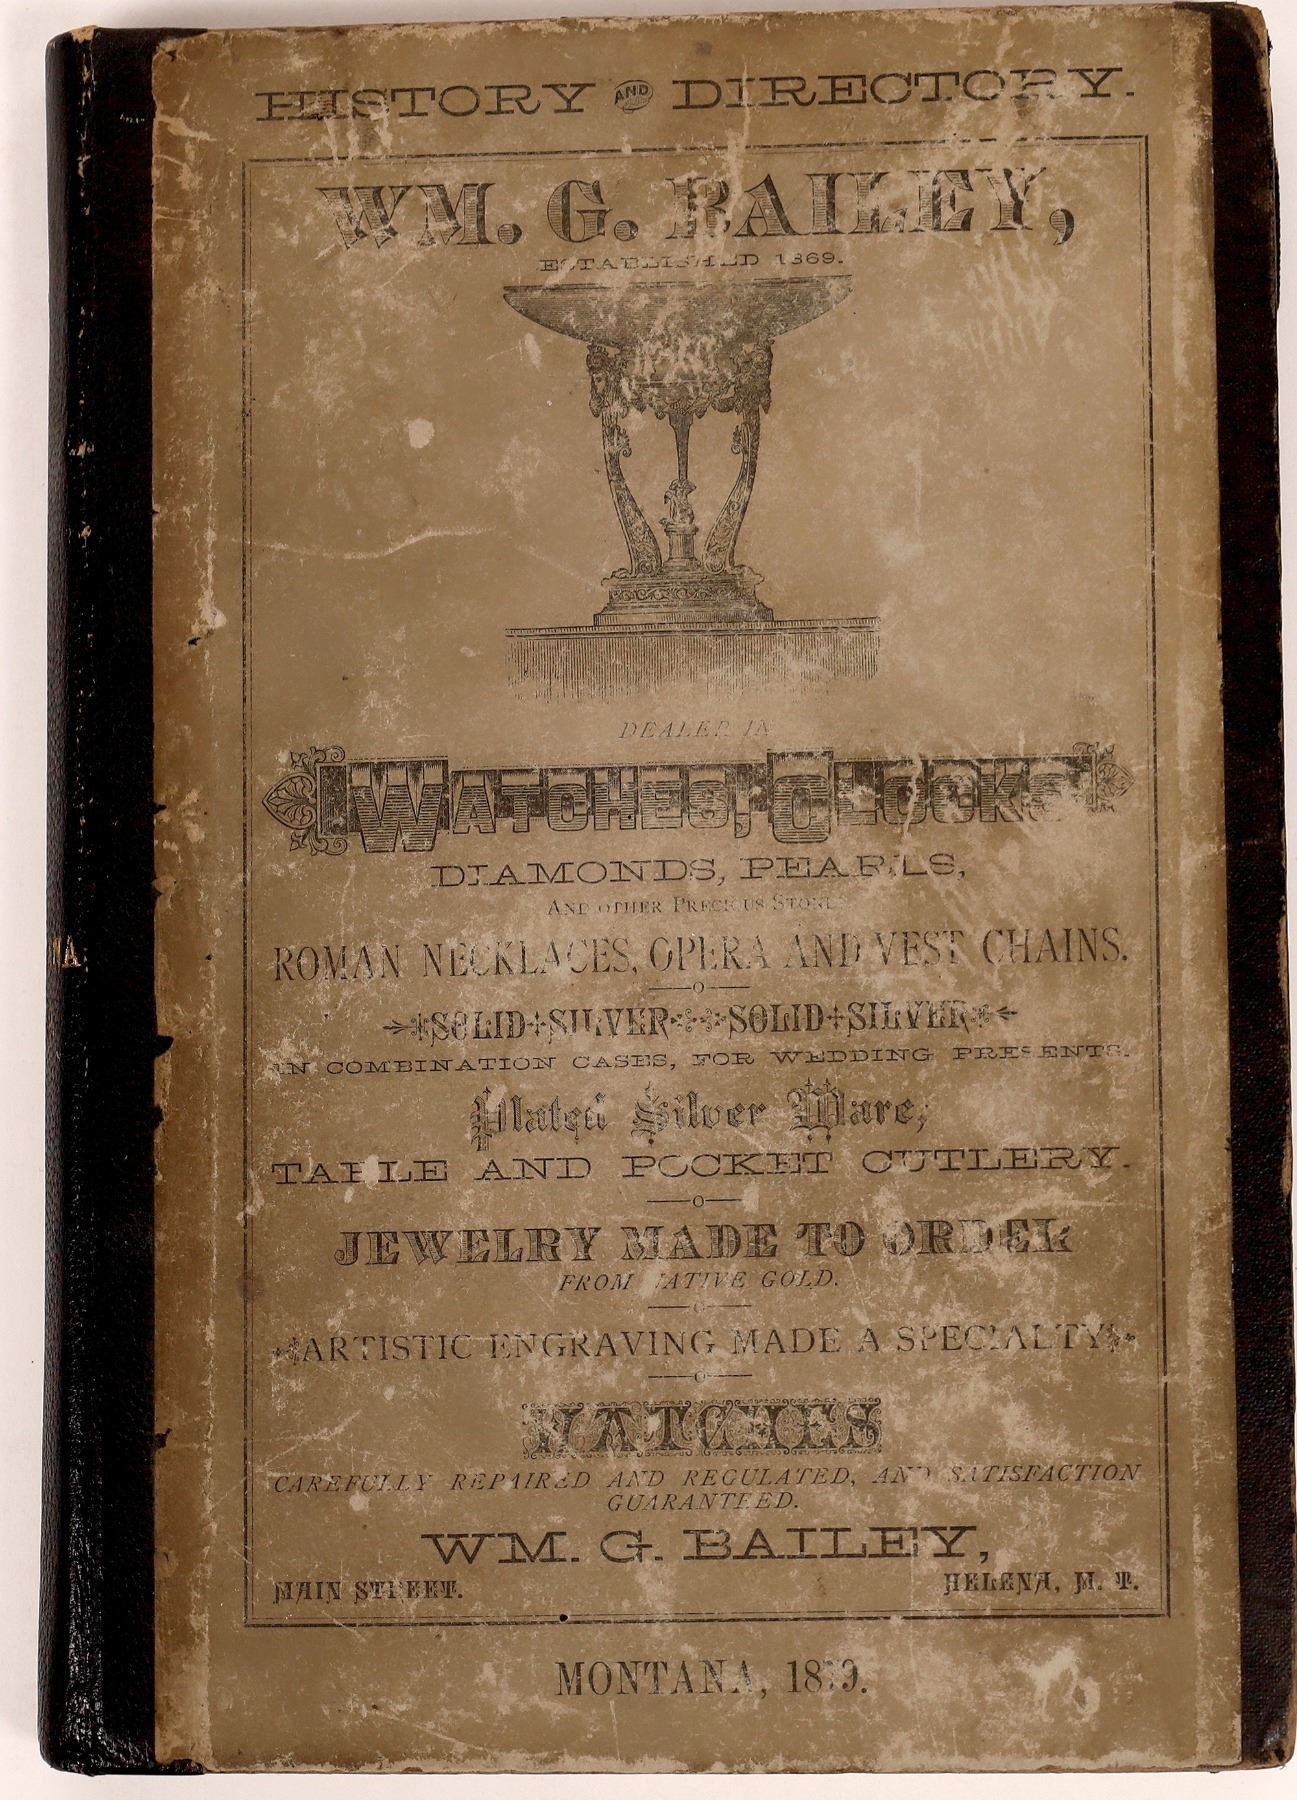 HISTORY AND DIRECTORY.
WM. G. BAILEY,
ESTABLISHED 1869.
DEALER IN
WATCHES, CLOCKS
DIAMONDS, PEARLS,
AND OTHER PRECIOUS STONES
ROMAN NECKLACES, OPERA AND VEST CHAINS.
SOLID+SILVER SOLID+SILVER
IN COMBINATION CASES, FOR WEDDING PRESENTS.
Plated Silver Ware,
TABLE AND POCKET CUTLERY.
JEWELRY MADE TO ORDER
FROM NATIVE GOLD.
ARTISTIC ENGRAVING MADE A SPECIALTY
WATCHES
CAREFULLY REPAIRED AND REGULATED, AND SATISFACTION
GUARANTEED.
WM. G. BAILEY,
MAIN STREET. HELENA, M. T.
MONTANA,